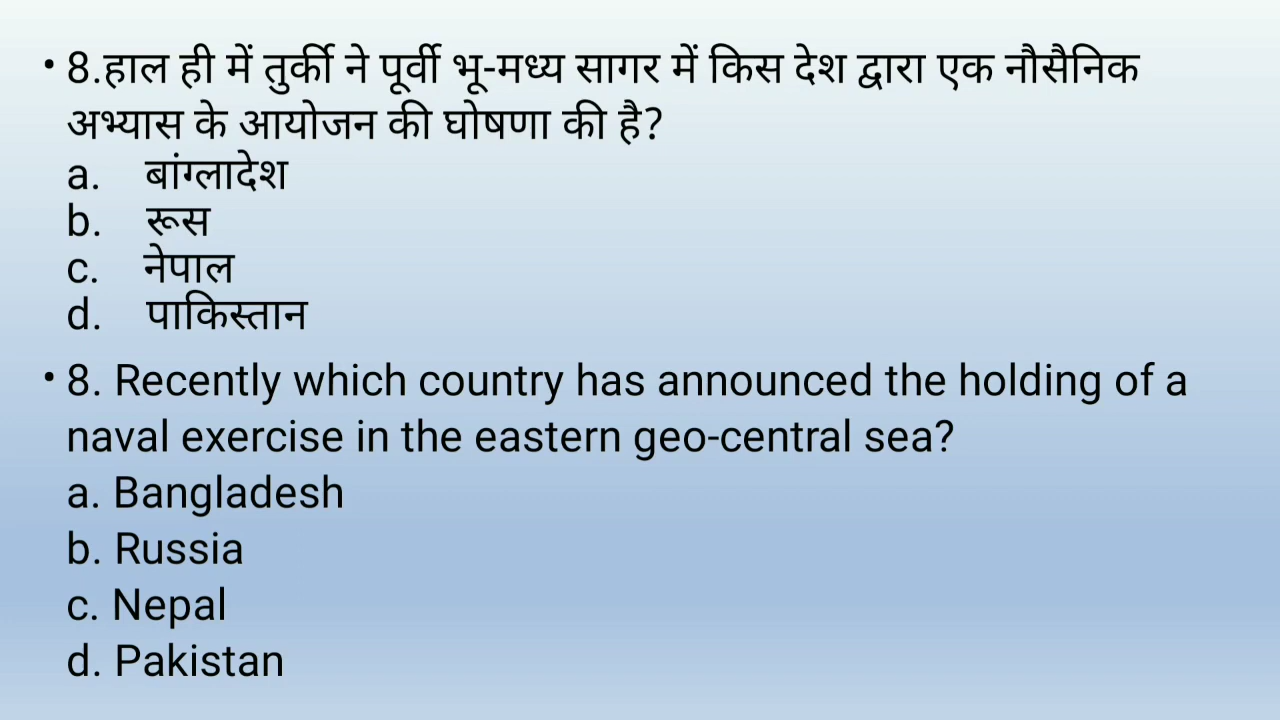 • 8.हाल ही में तुर्की ने पूर्वी भू-मध्य सागर में किस देश द्वारा एक नौसैनिक
अभ्यास के आयोजन की घोषणा की है?
a. बांग्लादेश
b. रूस
c. नेपाल
d. पाकिस्तान
• 8. Recently which country has announced the holding of a
naval exercise in the eastern geo-central sea?
a. Bangladesh
b. Russia
c. Nepal
d. Pakistan